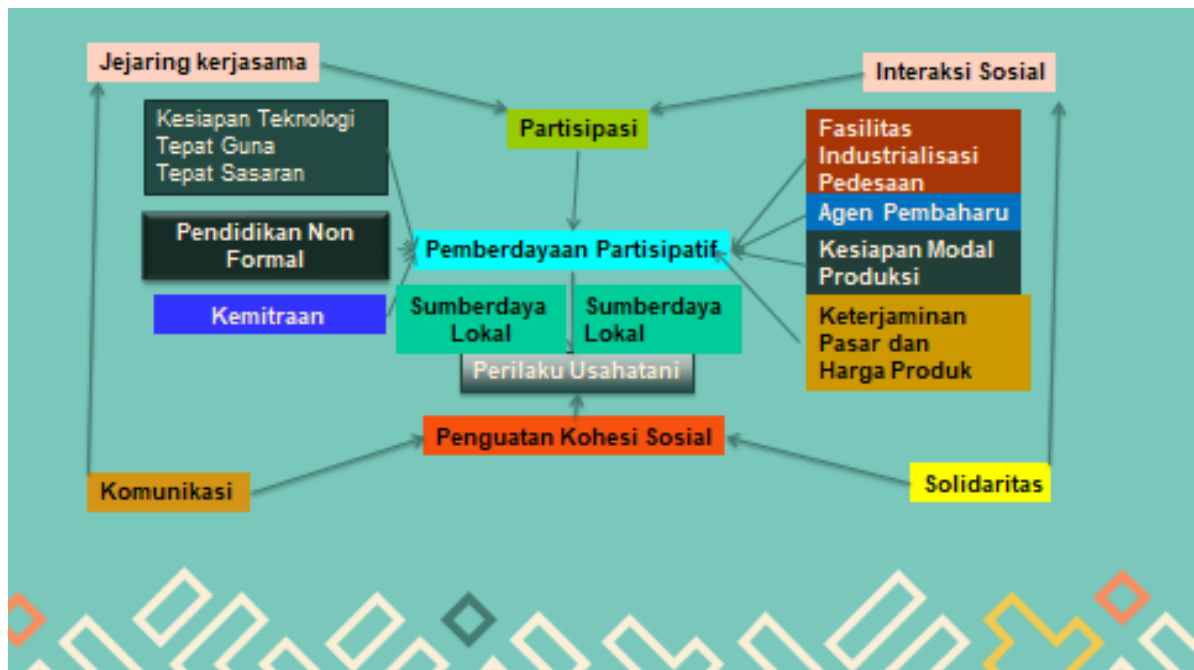 Jejaring kerjasama
Interaksi Sosial
Partisipasi
Kesiapan Teknologi
Tepat Guna
Tepat Sasaran
Fasilitas
Industrialisasi
Pedesaan
Agen Pembaharu
Pendidikan Non
Formal
Pemberdayaan Partisipatif
Kesiapan Modal
Produksi
Kemitraan
Sumberdaya
Lokal
Sumberdaya
Lokal
Keterjaminan
Pasar dan
Harga Produk
Perilaku Usahatani
Penguatan Kohesi Sosial
Komunikasi
Solidaritas